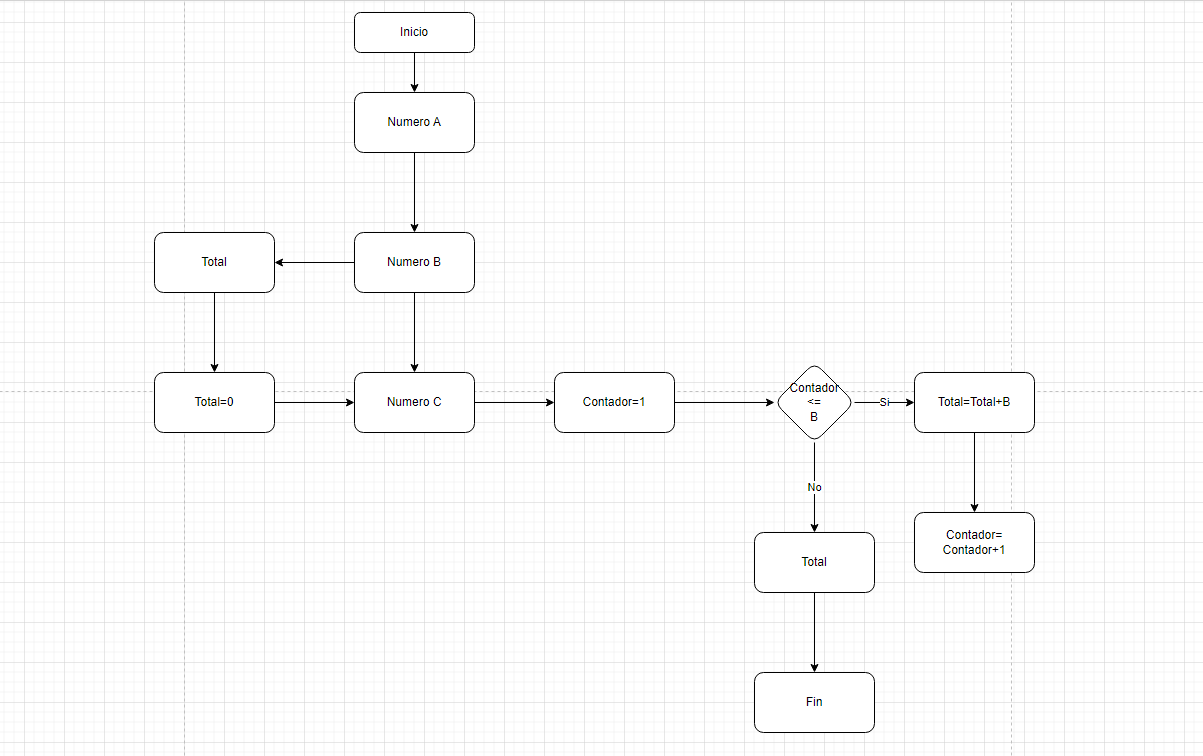 Inicio
Numero A
Total
Numero B
Total=0
Numero C
Contador=1
Contador
<=
B
Si
Total=Total+B
No
Contador=
Contador+1
Total
Fin